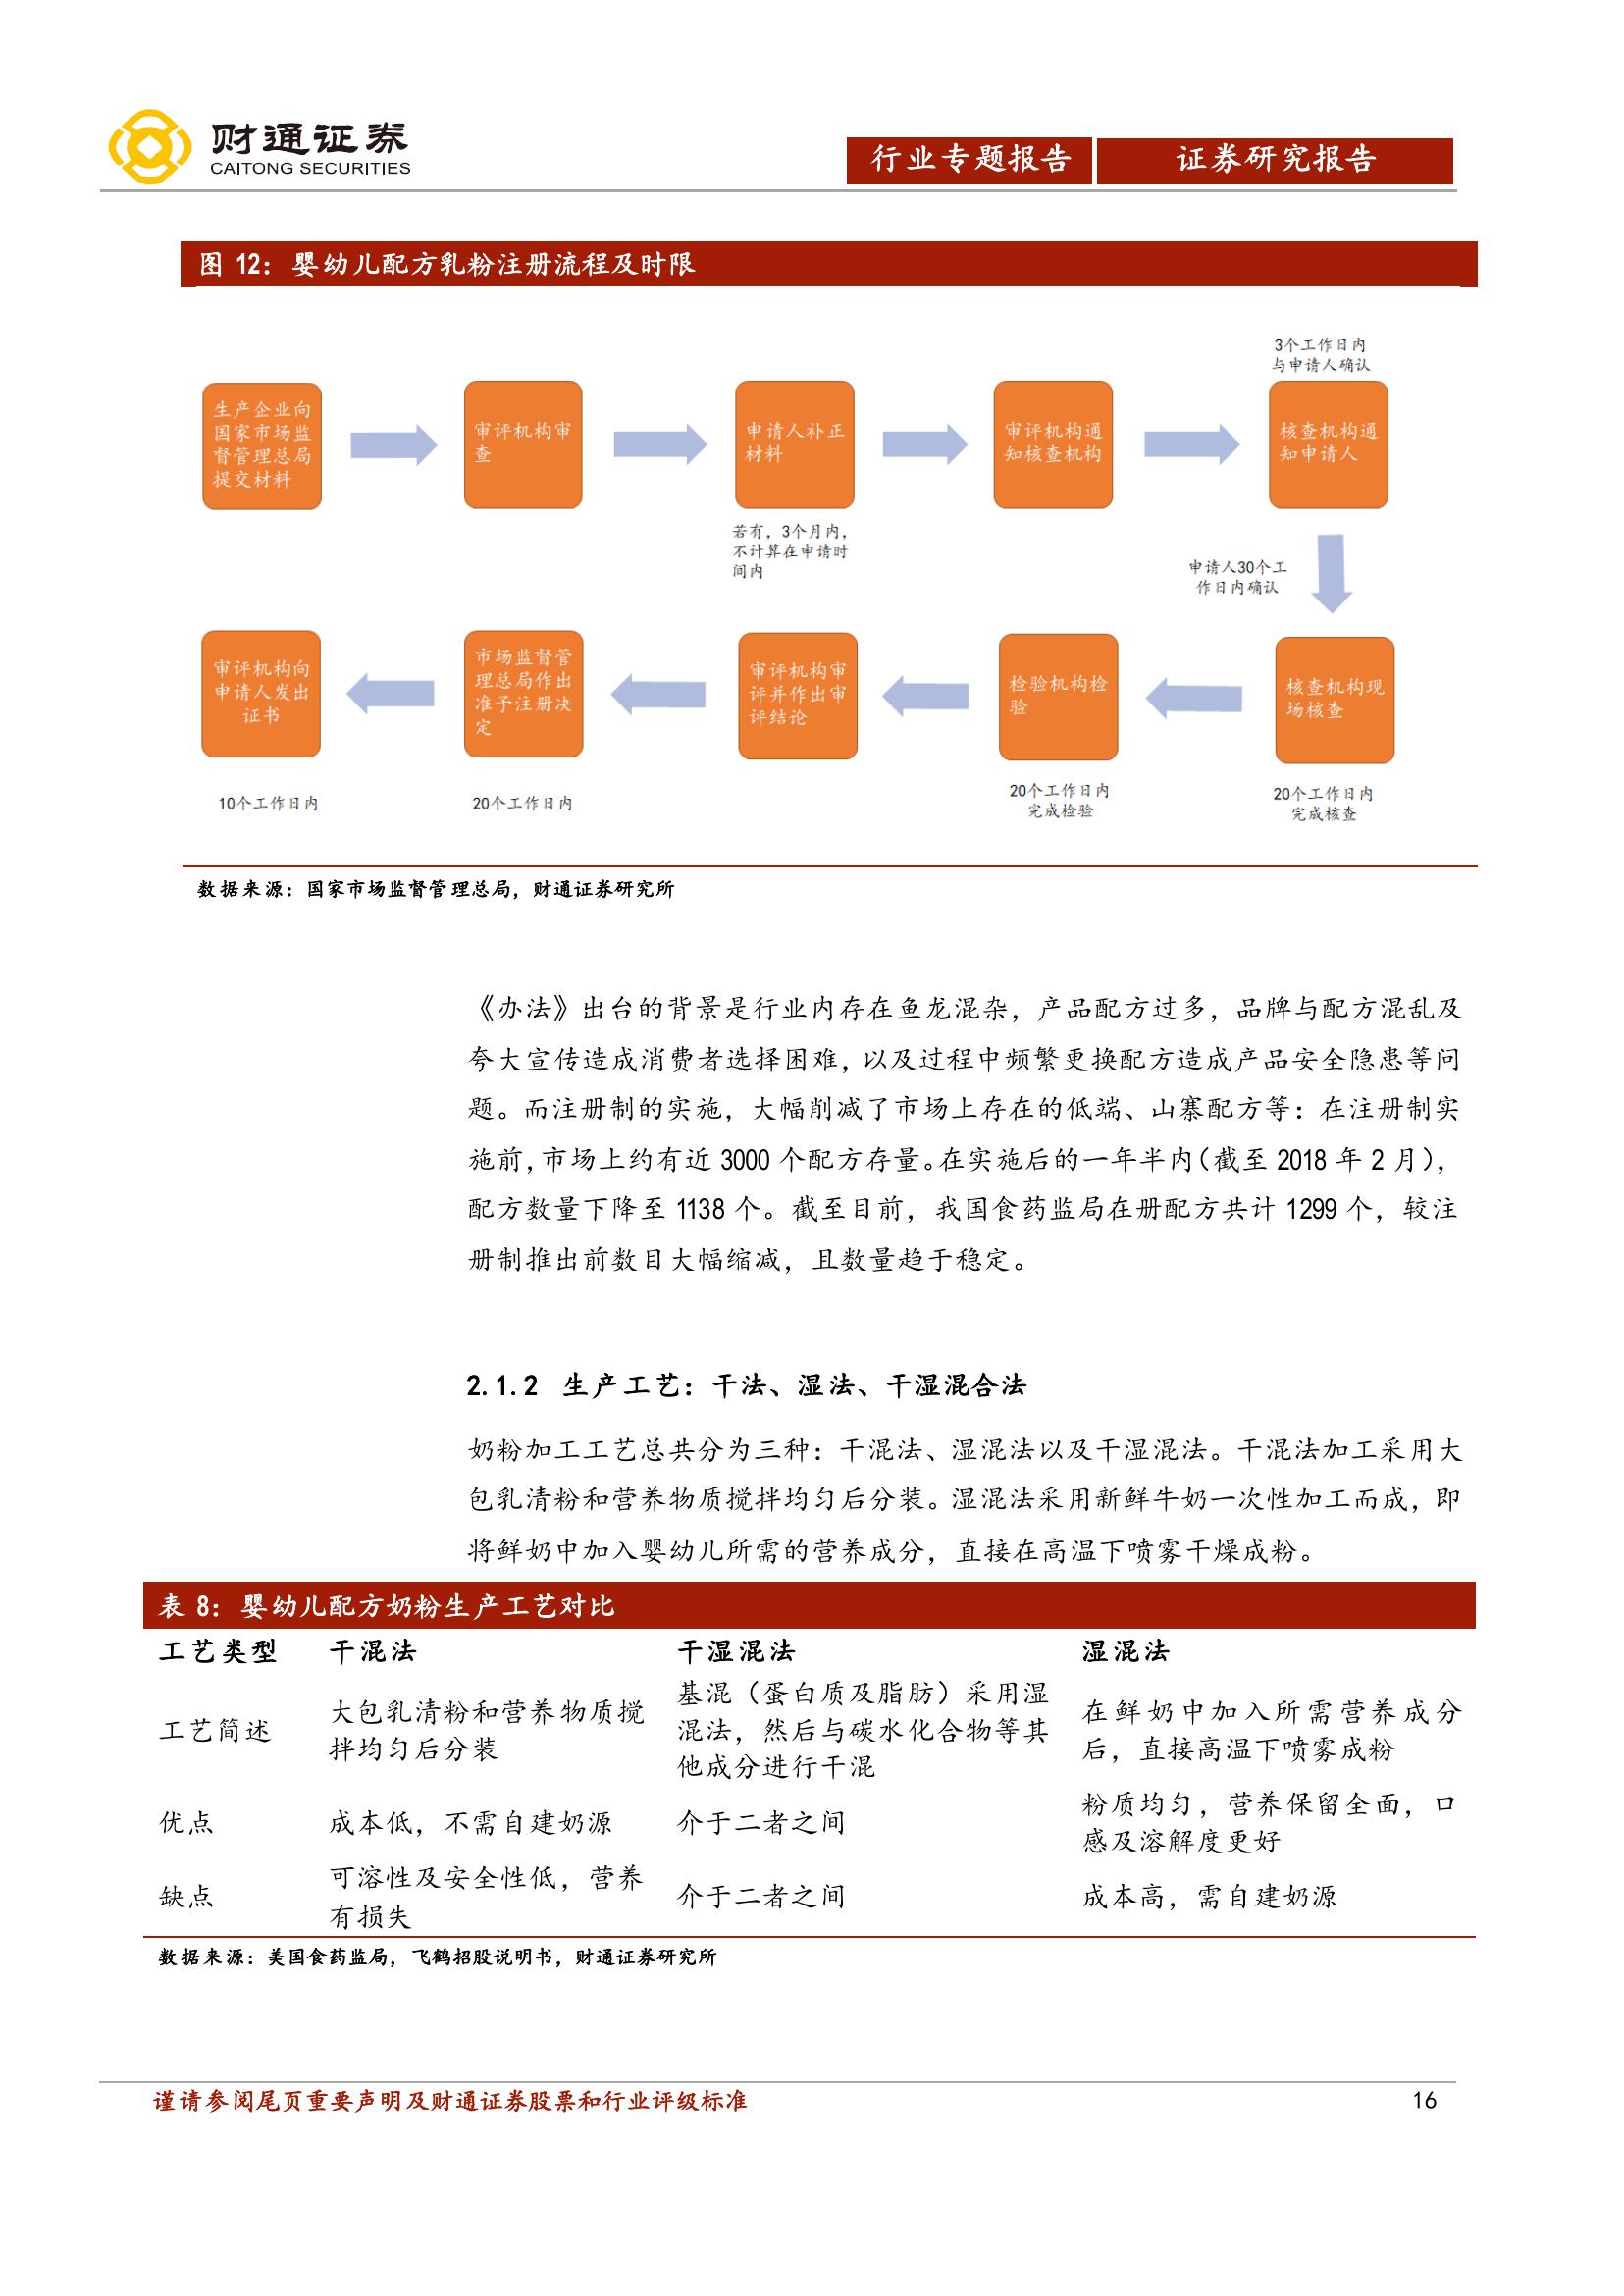 财通证券
CAITONG SECURITIES
行业专题报告
证券研究报告
图 12：婴幼儿配方乳粉注册流程及时限
生产企业向
国家市场监
督管理总局
提交材料
审评机构审
查
申请人补正
材料
若有，3个月内，
不计算在申请时
间内
审评机构通
知核查机构
3个工作日内
与申请人确认
核查机构通
知申请人
申请人30个工
作日内确认
核查机构现
场核查
20个工作日内
完成核查
检验机构检
验
20个工作日内
完成检验
审评机构审
评并作出审
评结论
市场监督管
理总局作出
准予注册决
定
20个工作日内
审评机构向
申请人发出
证书
10个工作日内
数据来源：国家市场监督管理总局，财通证券研究所
《办法》出台的背景是行业内存在鱼龙混杂，产品配方过多，品牌与配方混乱及
夸大宣传造成消费者选择困难，以及过程中频繁更换配方造成产品安全隐患等问
题。而注册制的实施，大幅削减了市场上存在的低端、山寨配方等：在注册制实
施前，市场上约有近 3000 个配方存量。在实施后的一年半内（截至 2018 年 2 月），
配方数量下降至 1138 个。截至目前，我国食药监局在册配方共计 1299 个，较注
册制推出前数目大幅缩减，且数量趋于稳定。
2.1.2 生产工艺：干法、湿法、干湿混合法
奶粉加工工艺总共分为三种：干混法、湿混法以及干湿混法。干混法加工采用大
包乳清粉和营养物质搅拌均匀后分装。湿混法采用新鲜牛奶一次性加工而成，即
将鲜奶中加入婴幼儿所需的营养成分，直接在高温下喷雾干燥成粉。
表 8：婴幼儿配方奶粉生产工艺对比
工艺类型 干混法 干湿混法 湿混法
工艺简述
大包乳清粉和营养物质搅
拌均匀后分装
基混（蛋白质及脂肪）采用湿
混法，然后与碳水化合物等其
他成分进行干混
在鲜奶中加入所需营养成分
后，直接高温下喷雾成粉
优点
成本低，不需自建奶源
介于二者之间
粉质均匀，营养保留全面，口
感及溶解度更好
缺点
可溶性及安全性低，营养
有损失
介于二者之间
成本高，需自建奶源
数据来源：美国食药监局，飞鹤招股说明书，财通证券研究所
谨请参阅尾页重要声明及财通证券股票和行业评级标准
16